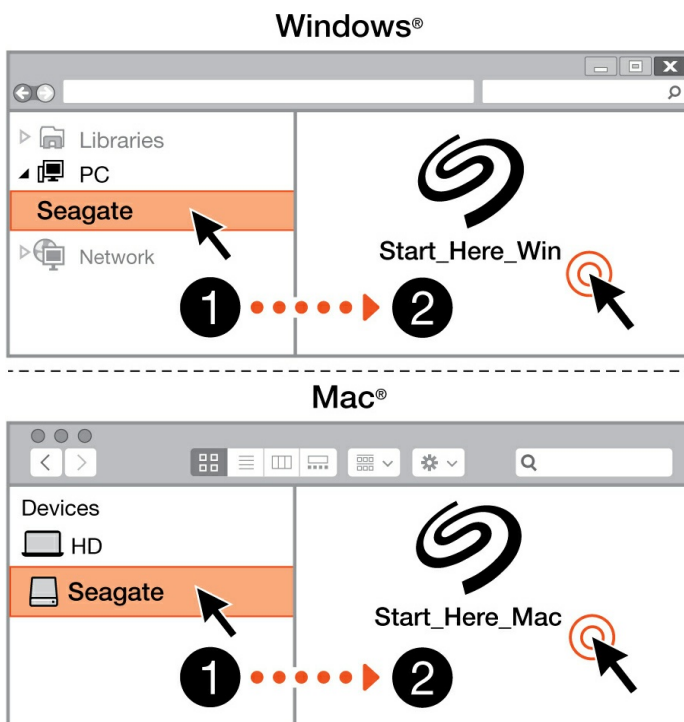 Windows®
Libraries
PC
Seagate
Network
Start_Here_Win
1
2
Mac®
Devices
HD
Seagate
Start_Here_Mac
1
2